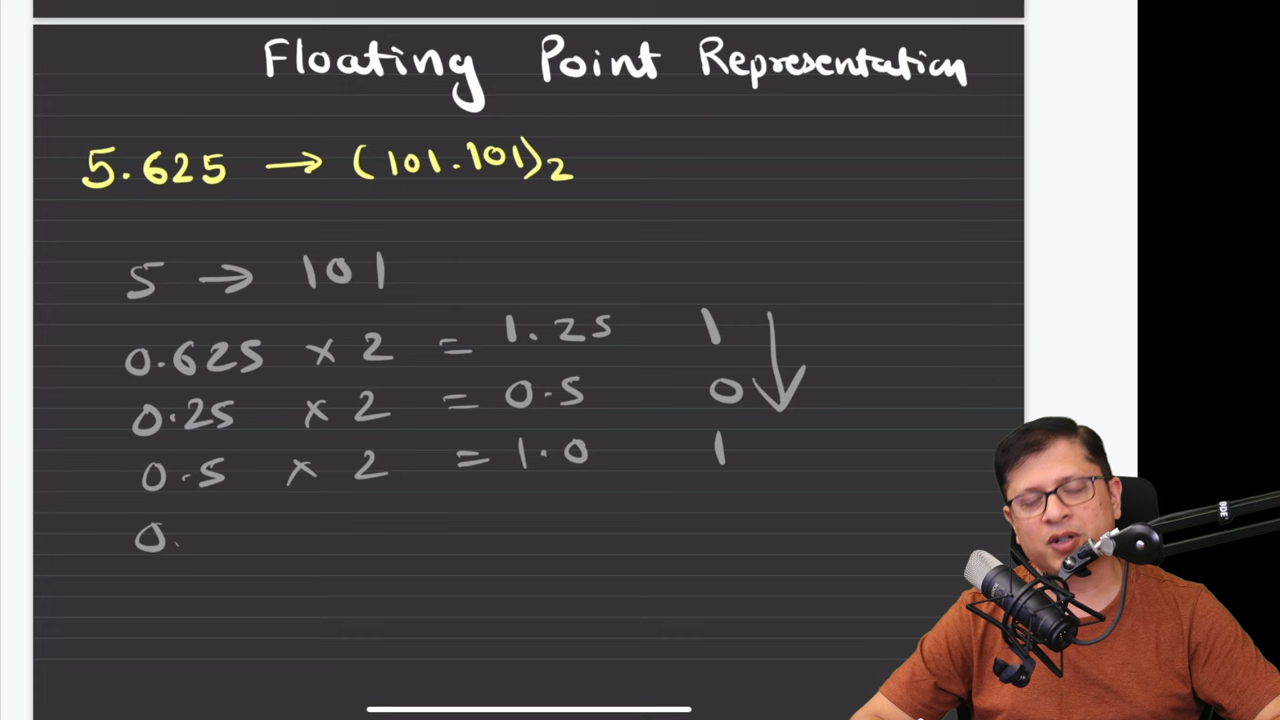 Floating Point Representation
5.625 → (101.101)2
5 → 101
0.625 × 2 = 1.25 1
0.25 × 2 = 0.5 0
0.5 × 2 = 1.0 1
0.